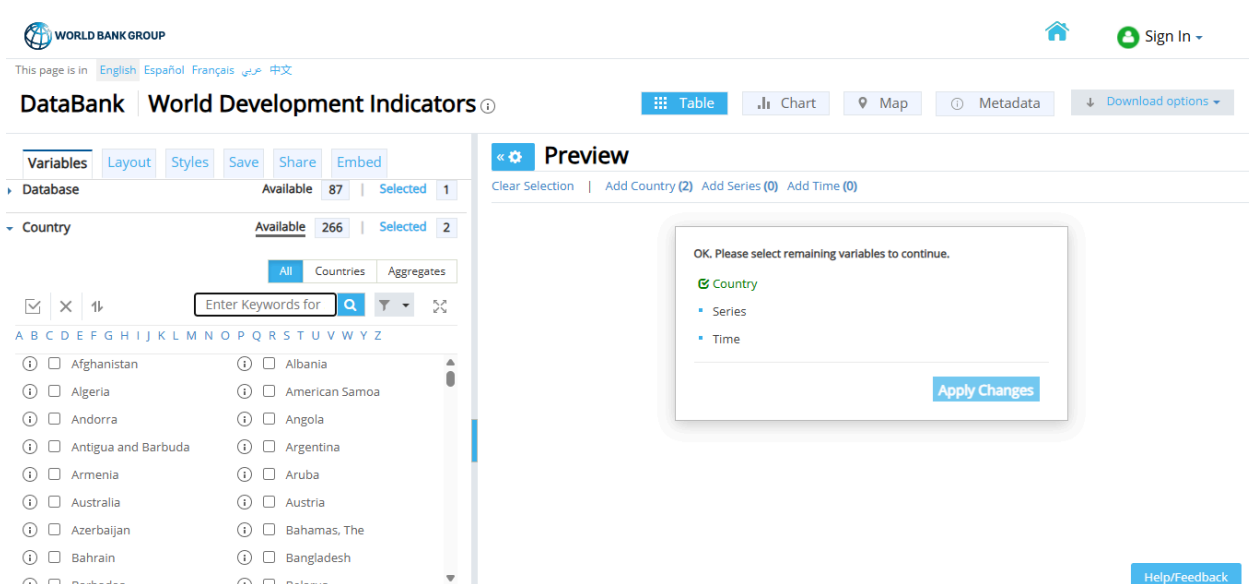 WORLD BANK GROUP
Sign In
This page is in English Español Français عربي 中文
DataBank World Development Indicators
Table Chart Map Metadata Download options
Variables Layout Styles Save Share Embed
« Preview
Database Available 87 | Selected 1
Clear Selection | Add Country (2) Add Series (0) Add Time (0)
Country Available 266 | Selected 2
All Countries Aggregates
Enter Keywords for
A B C D E F G H I J K L M N O P Q R S T U V W Y Z
Afghanistan Albania
Algeria American Samoa
Andorra Angola
Antigua and Barbuda Argentina
Armenia Aruba
Australia Austria
Azerbaijan Bahamas, The
Bahrain Bangladesh
Barbados Belarus
OK. Please select remaining variables to continue.
Country
Series
Time
Apply Changes
Help/Feedback